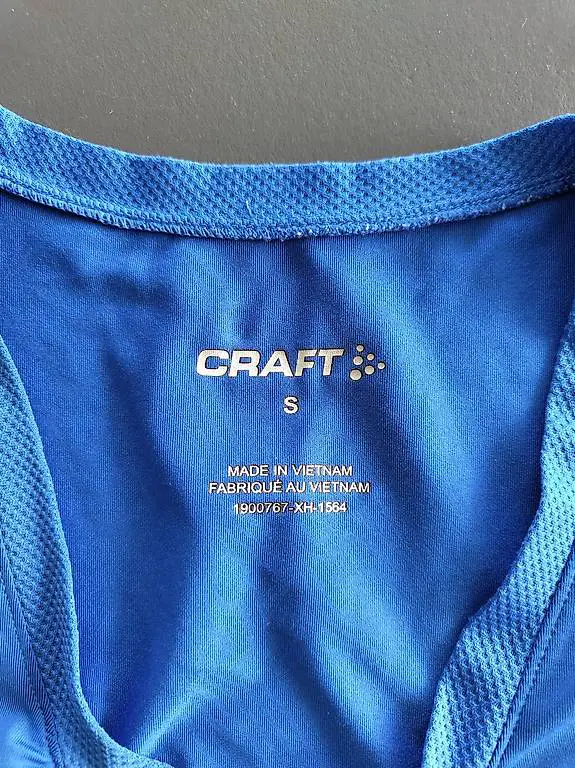 CRAFT
S
MADE IN VIETNAM
FABRIQUÉ AU VIETNAM
1900767-XH-1564